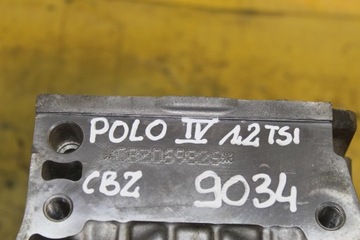 POLO IV 1.2 TSI
CBZ 9034